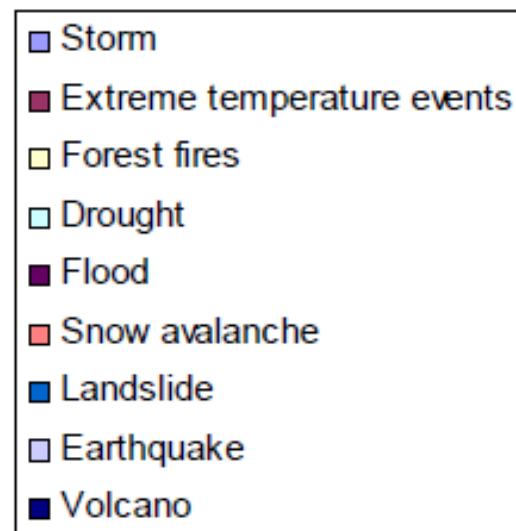 Storm
Extreme temperature events
Forest fires
Drought
Flood
Snow avalanche
Landslide
Earthquake
Volcano